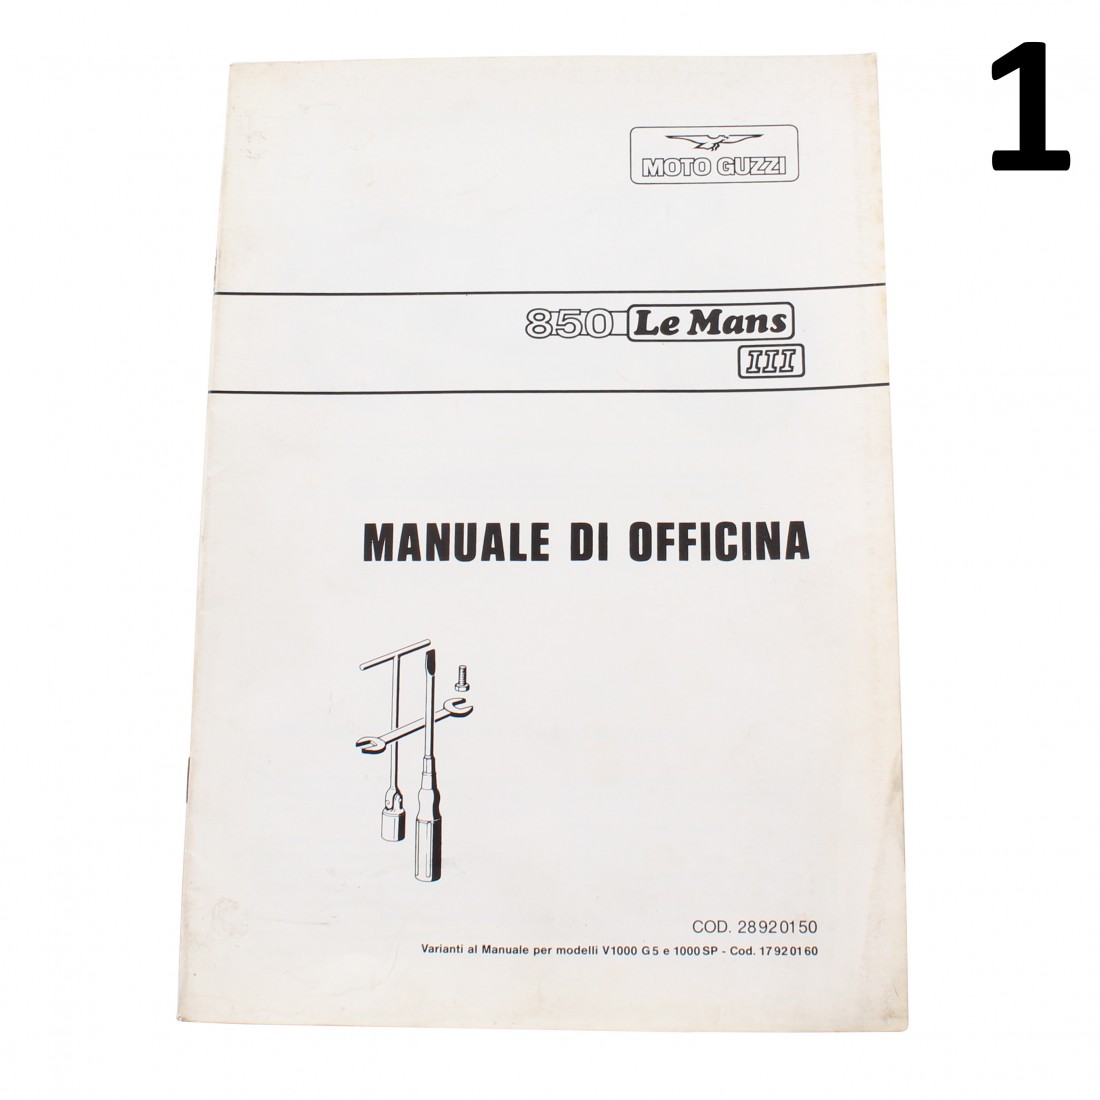 1
MOTO GUZZI
850 Le Mans
III
MANUALE DI OFFICINA
COD. 28920150
Varianti al Manuale per modelli V1000 G5 e 1000SP - Cod. 17920160